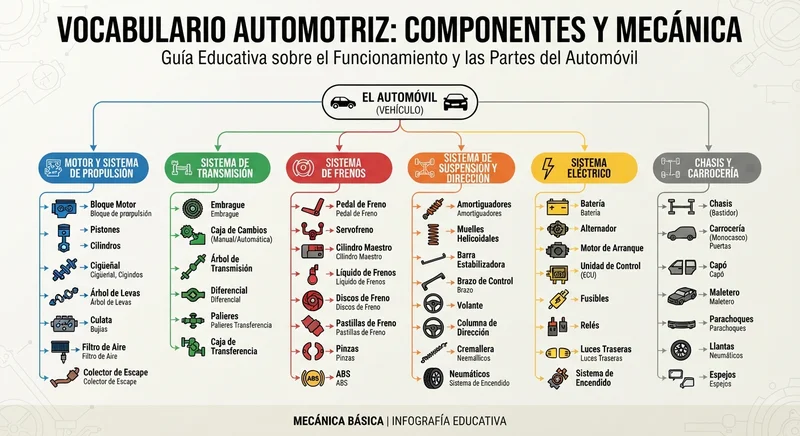 VOCABULARIO AUTOMOTRIZ: COMPONENTES Y MECÁNICA
Guía Educativa sobre el Funcionamiento y las Partes del Automóvil
EL AUTOMÓVIL
(VEHÍCULO)
MOTOR Y SISTEMA
DE PROPULSIÓN
Bloque Motor
Bloque de prarpulsión
Pistones
Cilindros
Cigüeñal
Ciguerial, Cigindos
Árbol de Levas
Árbol de Levas
Culata
Bujías
Filtro de Aire
Filtro de Aire
Colector de Escape
Colector de Escape
SISTEMA DE
TRANSMISIÓN
Embrague
Embrague
Caja de Cambios
(Manual/Automática)
Árbol de
Transmisión
Diferencial
Diferencial
Palieres
Palieres Transferencia
Caja de
Transferencia
SISTEMA
DE FRENOS
Pedal de Freno
Pedal de Freno
Servofreno
Cilindro Maestro
Cilindro Maestro
Líquido de Frenos
Líquido de Frenos
Discos de Freno
Discos de Freno
Pastillas de Freno
Pastillas de Freno
Pinzas
Pinzas
ABS
ABS
ABS
SISTEMA DE
SUSPENSIÓN Y
DIRECCIÓN
Amortiguadores
Amortiguadores
Muelles
Helicoidales
Barra
Estabilizadora
Brazo de Control
Brazo
Volante
Columna de
Dirección
Cremallera
Neemíllicos
Neumáticos
Sistema de Encendido
SISTEMA
ELÉCTRICO
Batería
Batería
Alternador
Motor de Arranque
Unidad de Control
(ECU)
Fusibles
Relés
Luces Traseras
Luces Traseras
Sistema de
Encendido
CHASIS Y
CARROCERÍA
Chasis
(Bastidor)
Carrocería
(Monocasco)
Puertas
Capó
Capó
Maletero
Maletero
Parachoques
Parachoques
Llantas
Neumáticos
Espejos
Espejos
MECÁNICA BÁSICA | INFOGRAFÍA EDUCATIVA